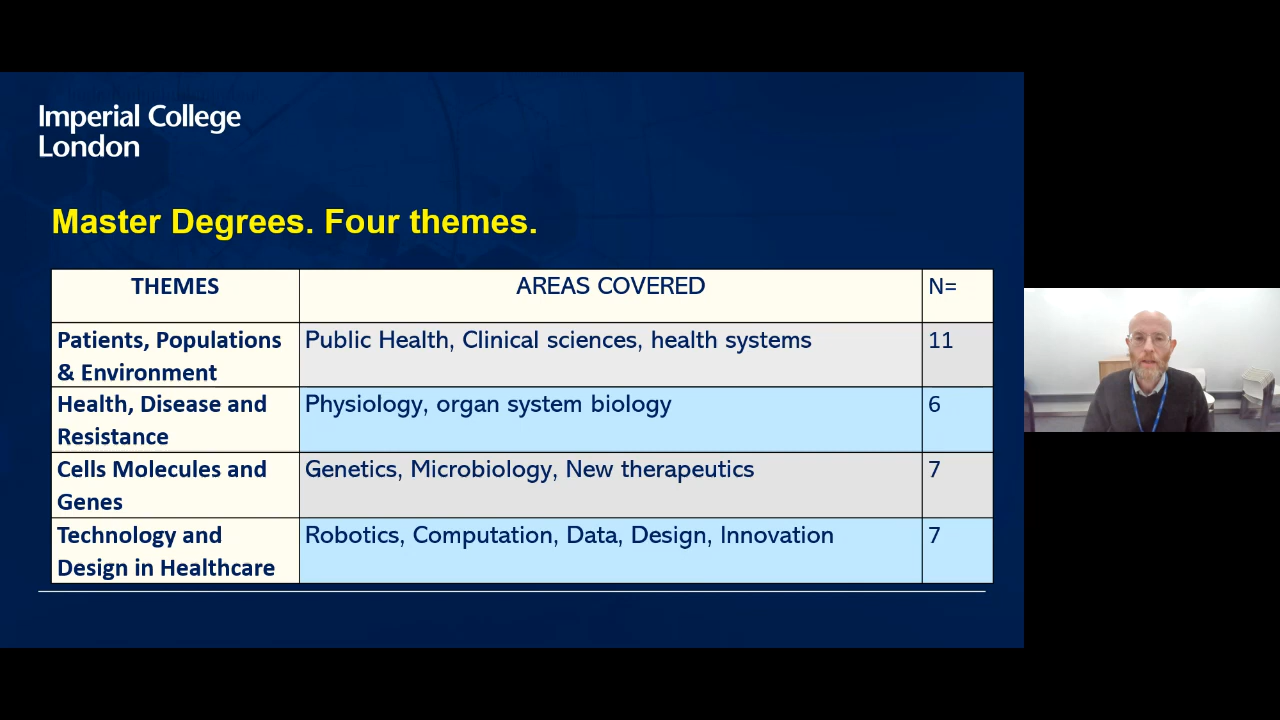 Imperial College
London
Master Degrees. Four themes.
THEMES AREAS COVERED N=
Patients, Populations Public Health, Clinical sciences, health systems 11
& Environment
Health, Disease and Physiology, organ system biology 6
Resistance
Cells Molecules and Genetics, Microbiology, New therapeutics 7
Genes
Technology and Robotics, Computation, Data, Design, Innovation 7
Design in Healthcare